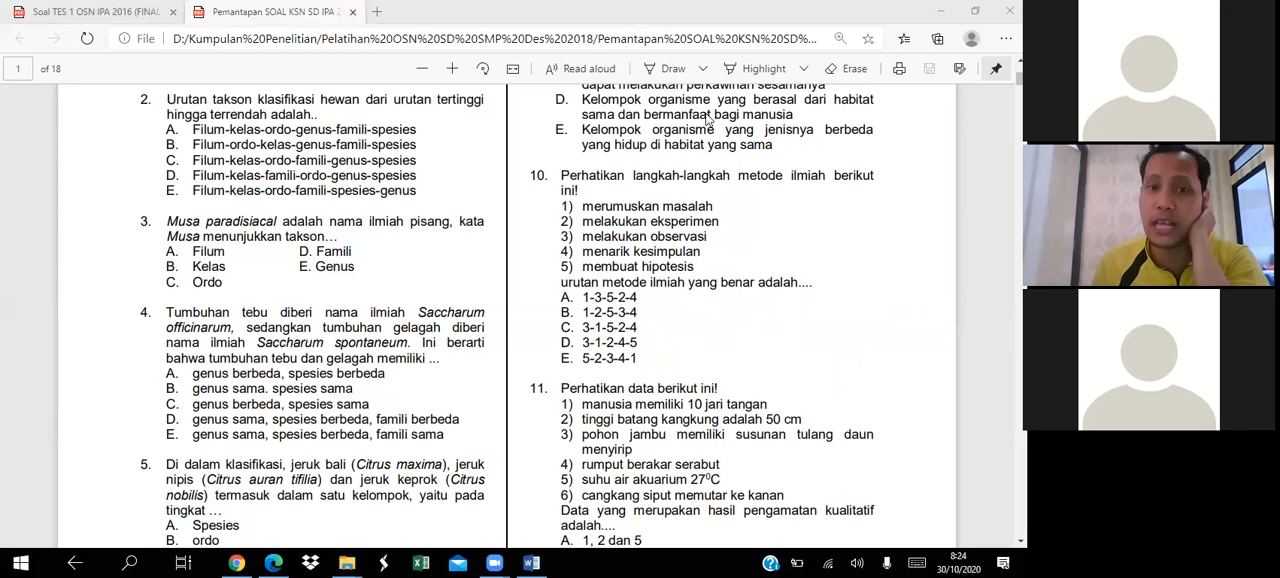 Soal TES 1 OSN IPA 2016 (FINAL
Pemantapan SOAL KSN SD IPA 2
File
D:/Kumpulan%20Penelitian/Pelatihan%20OSN%20SD%20SMP%20Des%202018/Pemantapan%20SOAL%20KSN%20SD%...
1 of 18
Read aloud
Draw
Highlight
Erase
2. Urutan takson klasifikasi hewan dari urutan tertinggi
hingga terrendah adalah..
A. Filum-kelas-ordo-genus-famili-spesies
B. Filum-ordo-kelas-genus-famili-spesies
C. Filum-kelas-ordo-famili-genus-spesies
D. Filum-kelas-famili-ordo-genus-spesies
E. Filum-kelas-ordo-famili-spesies-genus
3. Musa paradisiacal adalah nama ilmiah pisang, kata
Musa menunjukkan takson…
A. Filum D. Famili
B. Kelas E. Genus
C. Ordo
4. Tumbuhan tebu diberi nama ilmiah Saccharum
officinarum, sedangkan tumbuhan gelagah diberi
nama ilmiah Saccharum spontaneum. Ini berarti
bahwa tumbuhan tebu dan gelagah memiliki ...
A. genus berbeda, spesies berbeda
B. genus sama. spesies sama
C. genus berbeda, spesies sama
D. genus sama, spesies berbeda, famili berbeda
E. genus sama, spesies berbeda, famili sama
5. Di dalam klasifikasi, jeruk bali (Citrus maxima), jeruk
nipis (Citrus auran tifilia) dan jeruk keprok (Citrus
nobilis) termasuk dalam satu kelompok, yaitu pada
tingkat ...
A. Spesies
B. ordo
dapat melakukan perkawinan sesamanya
D. Kelompok organisme yang berasal dari habitat
sama dan bermanfaat bagi manusia
E. Kelompok organisme yang jenisnya berbeda
yang hidup di habitat yang sama
10. Perhatikan langkah-langkah metode ilmiah berikut
ini!
1) merumuskan masalah
2) melakukan eksperimen
3) melakukan observasi
4) menarik kesimpulan
5) membuat hipotesis
urutan metode ilmiah yang benar adalah....
A. 1-3-5-2-4
B. 1-2-5-3-4
C. 3-1-5-2-4
D. 3-1-2-4-5
E. 5-2-3-4-1
11. Perhatikan data berikut ini!
1) manusia memiliki 10 jari tangan
2) tinggi batang kangkung adalah 50 cm
3) pohon jambu memiliki susunan tulang daun
menyirip
4) rumput berakar serabut
5) suhu air akuarium 27⁰C
6) cangkang siput memutar ke kanan
Data yang merupakan hasil pengamatan kualitatif
adalah....
A. 1, 2 dan 5
8:24
30/10/2020